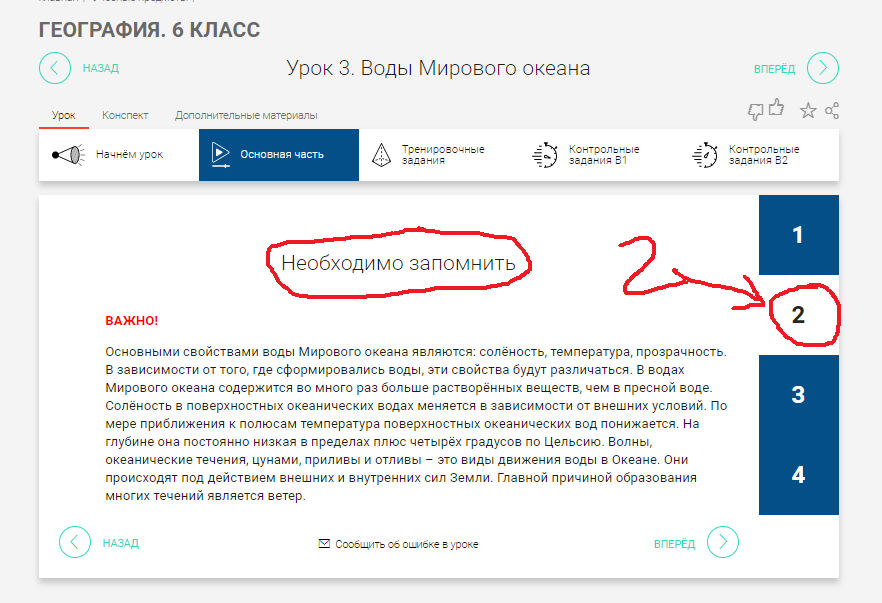 ГЕОГРАФИЯ. 6 КЛАСС
НАЗАД
Урок 3. Воды Мирового океана
ВПЕРЁД
Урок
Конспект
Дополнительные материалы
Начнём урок
Основная часть
Тренировочные
задания
Контрольные
задания В1
Контрольные
задания В2
1
Необходимо запомнить
2
2
ВАЖНО!
Основными свойствами воды Мирового океана являются: солёность, температура, прозрачность.
В зависимости от того, где сформировались воды, эти свойства будут различаться. В водах
Мирового океана содержится во много раз больше растворённых веществ, чем в пресной воде.
Солёность в поверхностных океанических водах меняется в зависимости от внешних условий. По
мере приближения к полюсам температура поверхностных океанических вод понижается. На
глубине она постоянно низкая в пределах плюс четырёх градусов по Цельсию. Волны,
океанические течения, цунами, приливы и отливы – это виды движения воды в Океане. Они
происходят под действием внешних и внутренних сил Земли. Главной причиной образования
многих течений является ветер.
3
4
НАЗАД
Сообщить об ошибке в уроке
ВПЕРЁД